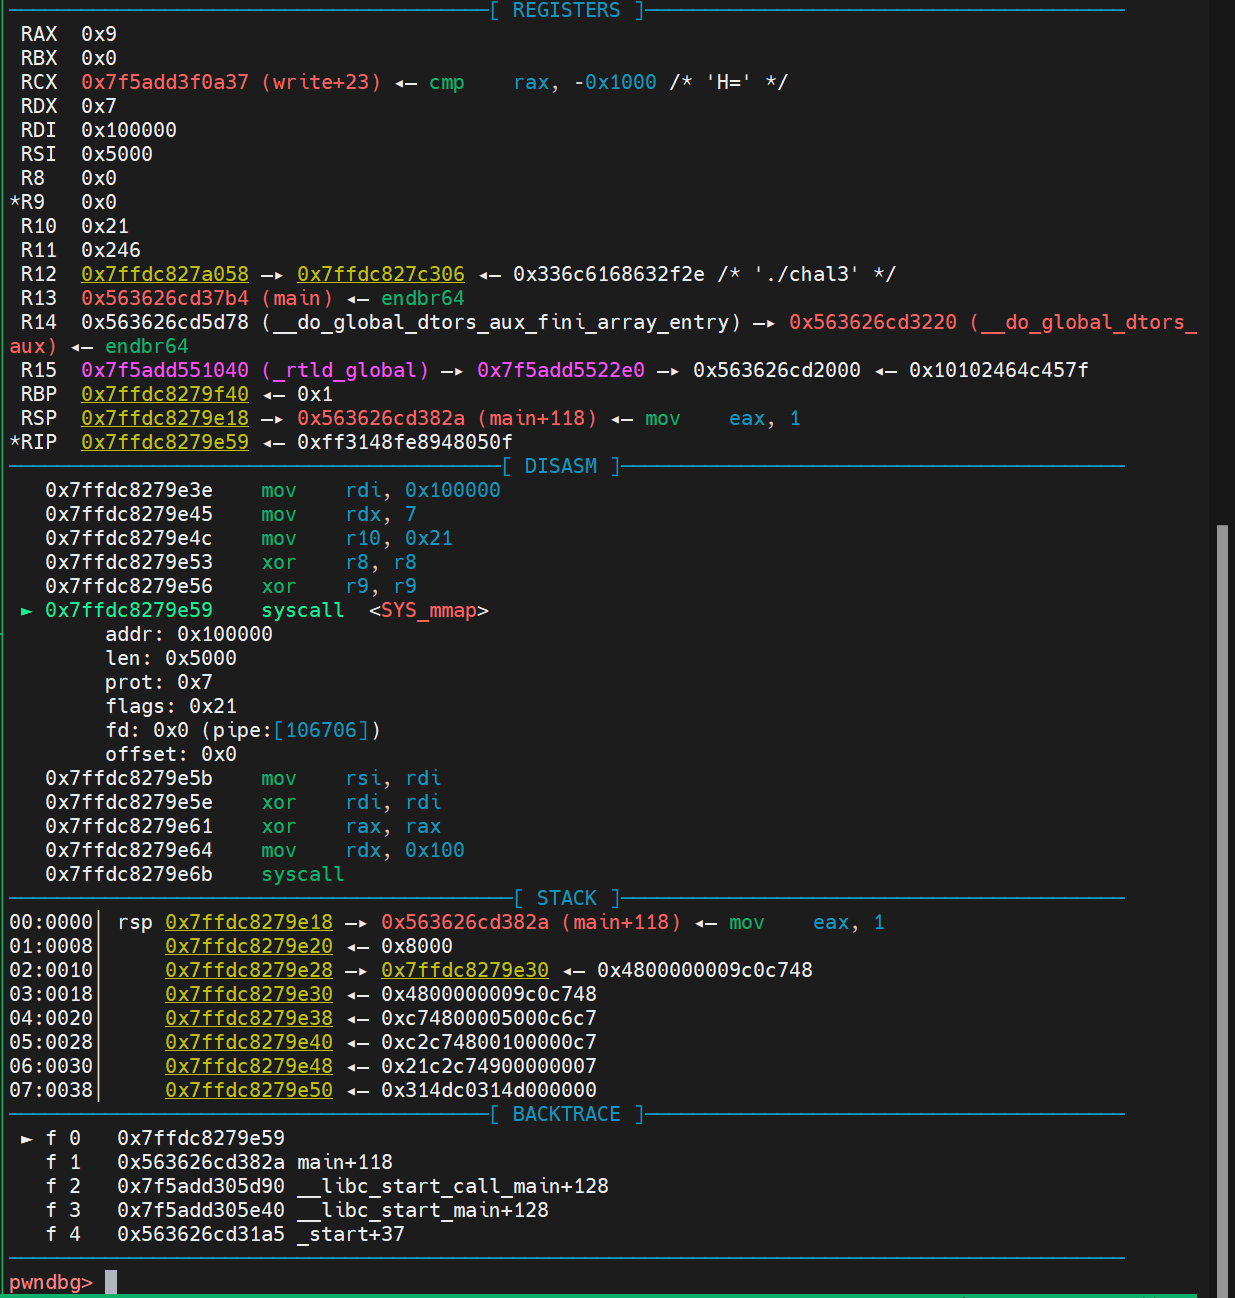 [ REGISTERS ]
RAX  0x9
RBX  0x0
RCX  0x7f5add3f0a37 (write+23) ◂— cmp    rax, -0x1000 /* 'H=' */
RDX  0x7
RDI  0x100000
RSI  0x5000
R8   0x0
*R9   0x0
R10  0x21
R11  0x246
R12  0x7ffdc827a058 —▸ 0x7ffdc827c306 ◂— 0x336c6168632f2e /* './chal3' */
R13  0x563626cd37b4 (main) ◂— endbr64
R14  0x563626cd5d78 (__do_global_dtors_aux_fini_array_entry) —▸ 0x563626cd3220 (__do_global_dtors_
aux) ◂— endbr64
R15  0x7f5add551040 (_rtld_global) —▸ 0x7f5add5522e0 —▸ 0x563626cd2000 ◂— 0x10102464c457f
RBP  0x7ffdc8279f40 ◂— 0x1
RSP  0x7ffdc8279e18 —▸ 0x563626cd382a (main+118) ◂— mov    eax, 1
*RIP  0x7ffdc8279e59 ◂— 0xff3148fe8948050f
[ DISASM ]
0x7ffdc8279e3e    mov    rdi, 0x100000
0x7ffdc8279e45    mov    rdx, 7
0x7ffdc8279e4c    mov    r10, 0x21
0x7ffdc8279e53    xor    r8, r8
0x7ffdc8279e56    xor    r9, r9
► 0x7ffdc8279e59    syscall  <SYS_mmap>
addr: 0x100000
len: 0x5000
prot: 0x7
flags: 0x21
fd: 0x0 (pipe:[106706])
offset: 0x0
0x7ffdc8279e5b    mov    rsi, rdi
0x7ffdc8279e5e    xor    rdi, rdi
0x7ffdc8279e61    xor    rax, rax
0x7ffdc8279e64    mov    rdx, 0x100
0x7ffdc8279e6b    syscall
[ STACK ]
00:0000│ rsp 0x7ffdc8279e18 —▸ 0x563626cd382a (main+118) ◂— mov    eax, 1
01:0008│     0x7ffdc8279e20 ◂— 0x8000
02:0010│     0x7ffdc8279e28 —▸ 0x7ffdc8279e30 ◂— 0x4800000009c0c748
03:0018│     0x7ffdc8279e30 ◂— 0x4800000009c0c748
04:0020│     0x7ffdc8279e38 ◂— 0xc74800005000c6c7
05:0028│     0x7ffdc8279e40 ◂— 0xc2c74800100000c7
06:0030│     0x7ffdc8279e48 ◂— 0x21c2c74900000007
07:0038│     0x7ffdc8279e50 ◂— 0x314dc0314d000000
[ BACKTRACE ]
► f 0   0x7ffdc8279e59
f 1   0x563626cd382a main+118
f 2   0x7f5add305d90 __libc_start_call_main+128
f 3   0x7f5add305e40 __libc_start_main+128
f 4   0x563626cd31a5 _start+37
pwndbg>